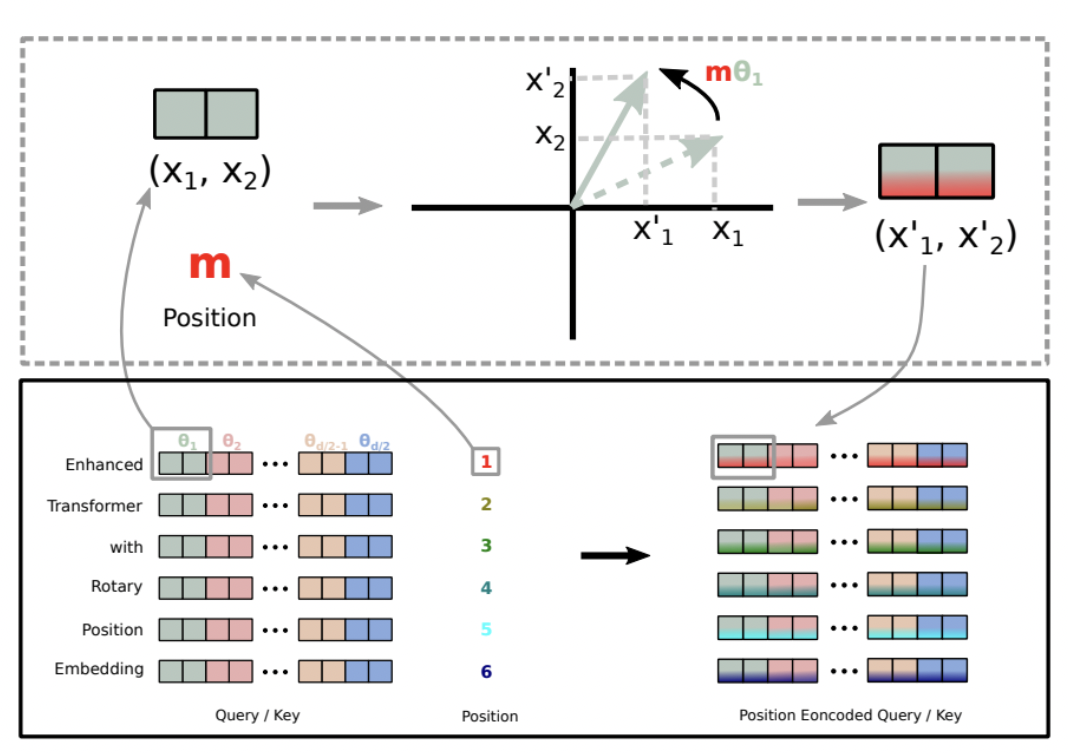 mθ₁
x'₂
x₂
(x₁, x₂)
x'₁
x₁
(x'₁, x'₂)
m
Position
θ₁ θ₂ θd/2-1 θd/2
Enhanced ••• 1 •••
Transformer ••• 2 •••
with ••• 3 •••
Rotary ••• 4 •••
Position ••• 5 •••
Embedding ••• 6 •••
Query / Key
Position
Position Eoncoded Query / Key